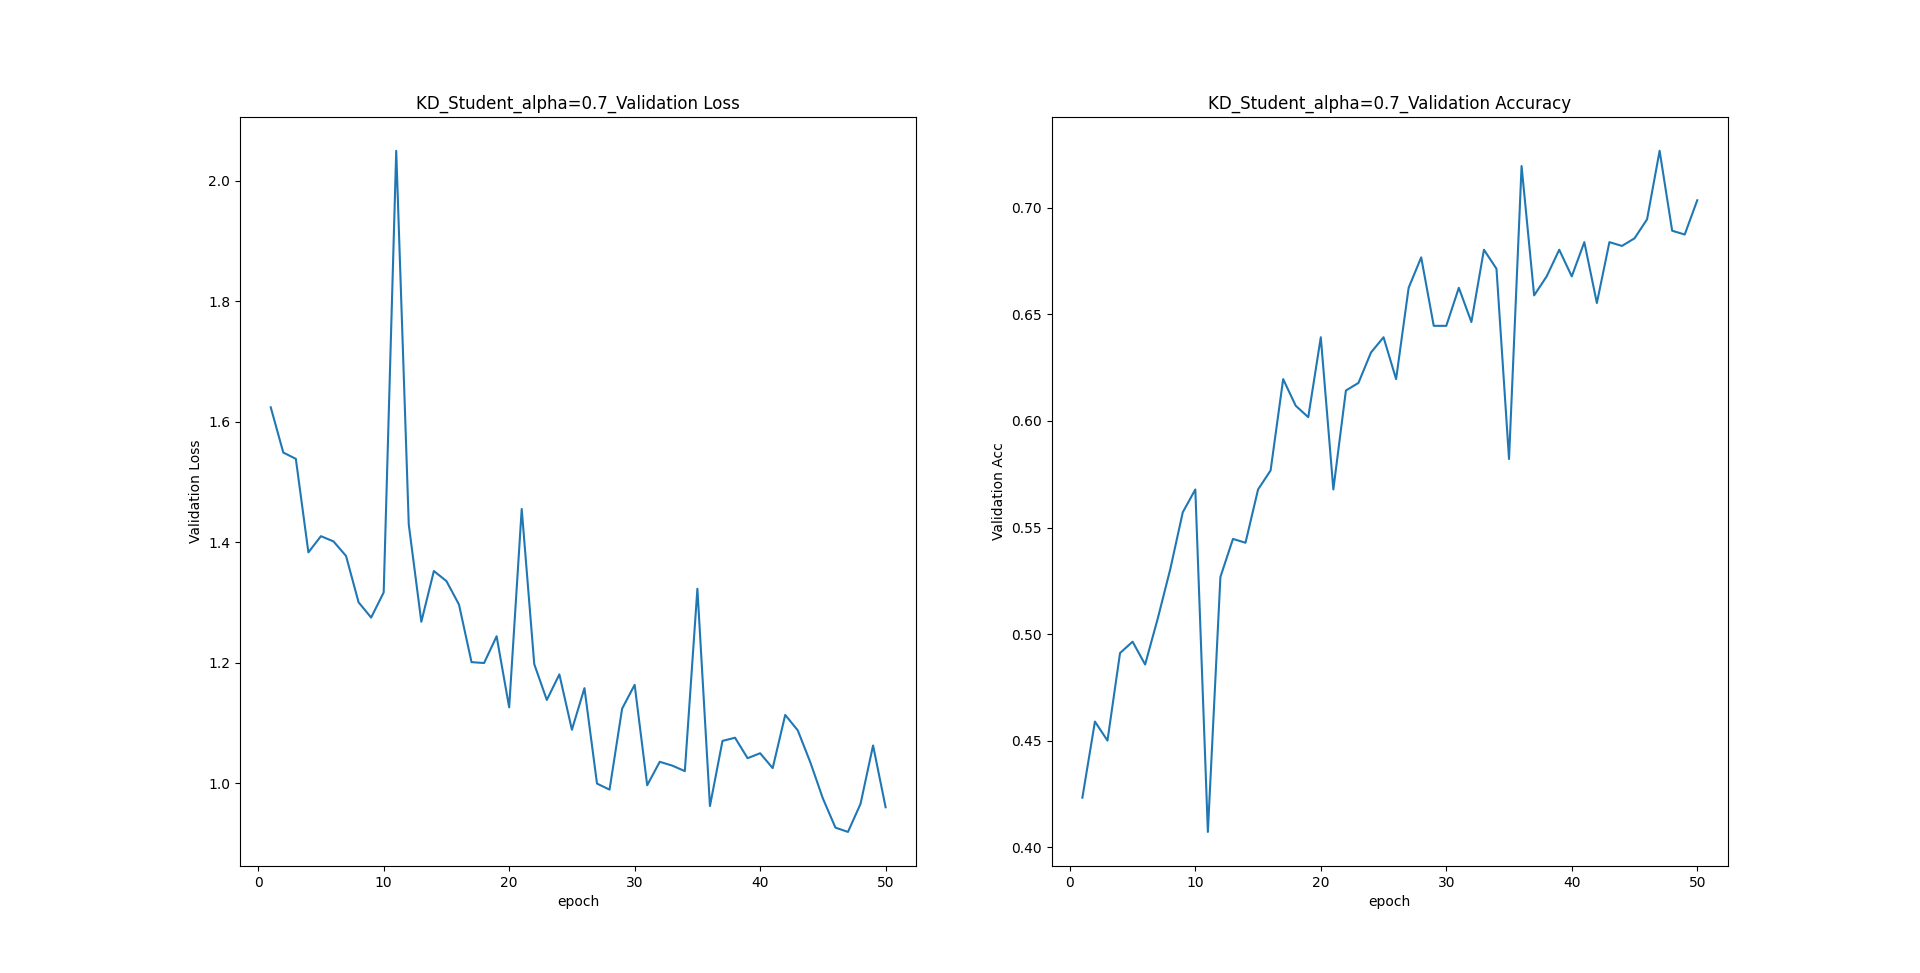 KD_Student_alpha=0.7_Validation Loss
2.0
1.8
1.6
1.4
1.2
1.0
Validation Loss
0 10 20 30 40 50
epoch
KD_Student_alpha=0.7_Validation Accuracy
0.70
0.65
0.60
0.55
0.50
0.45
0.40
Validation Acc
0 10 20 30 40 50
epoch